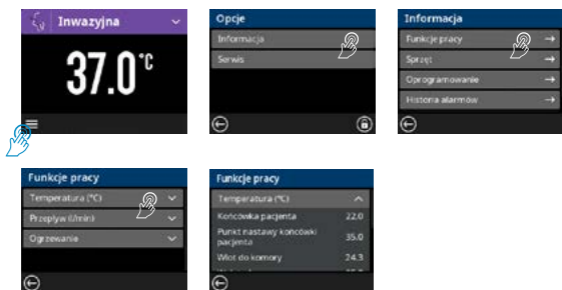 Inwazyjna
37.0°C
Opcje
Informacja
Serwis
Informacja
Funkcje pracy
Sprzęt
Oprogramowanie
Historia alarmów
Funkcje pracy
Temperatura (°C)
Przepływ (l/min)
Ogrzewanie
Funkcje pracy
Temperatura (°C)
Końcówka pacjenta 22.0
Punkt nastawy końcówki
pacjenta 35.0
Wlot do komory 24.3